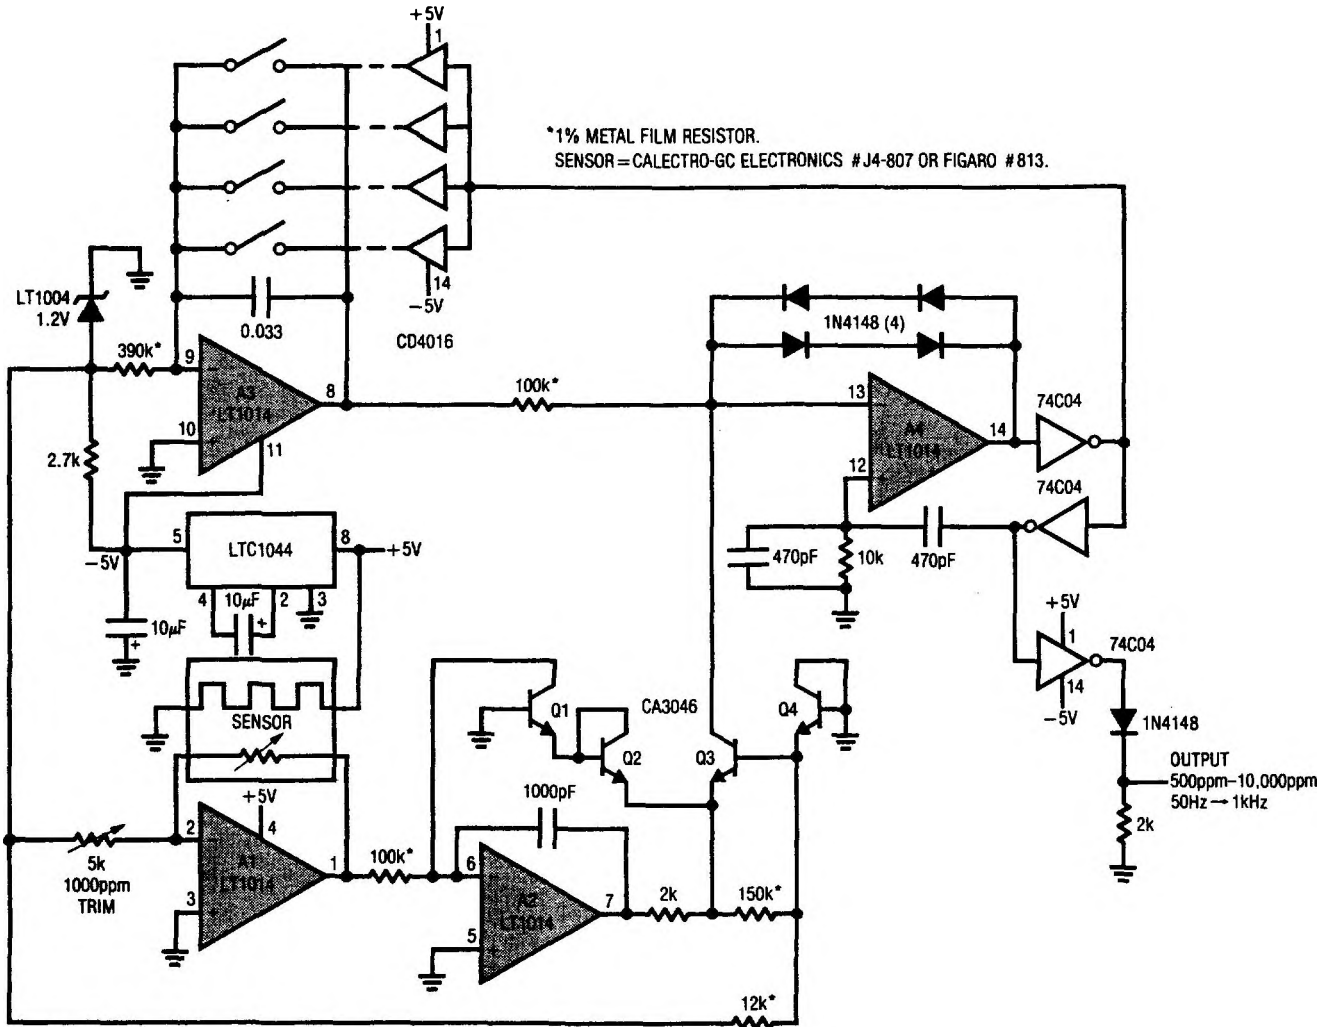 +5V
1
*1% METAL FILM RESISTOR.
SENSOR=CALECTRO-GC ELECTRONICS #J4-807 OR FIGARO #813.
14
-5V
CD4016
LT1004
1.2V
0.033
390k*
9
A3
LT1014
8
10
11
2.7k
100k*
1N4148 (4)
13
A4
LT1014
14
12
74C04
74C04
470pF
10k
470pF
5
LTC1044
8
+5V
-5V
4
10µF
+
2
3
10µF
+
+5V
1
74C04
14
-5V
1N4148
OUTPUT
500ppm-10,000ppm
50Hz→1kHz
2k
SENSOR
Q1
CA3046
Q4
Q2
Q3
+5V
4
2
A1
LT1014
1
3
5k
1000ppm
TRIM
100k*
1000pF
6
A2
LT1014
7
5
2k
150k*
12k*